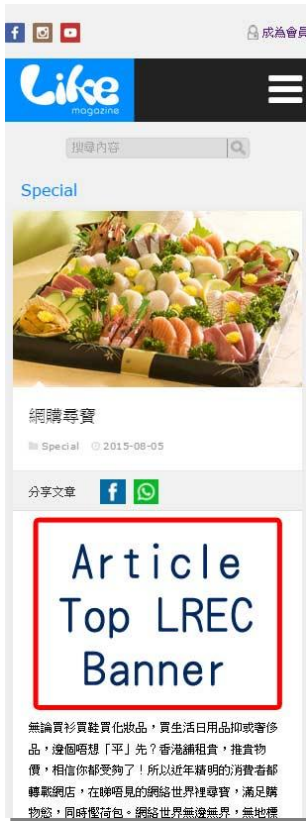 成為會員
Like
magazine
搜尋內容
Special
網購尋寶
Special 2015-08-05
分享文章
Article
Top LREC
Banner
無論買衫買鞋買化妝品，買生活日用品抑或奢侈
品，邊個唔想「平」先？香港舖租貴，推貴物
價，相信你都受夠了！所以近年精明的消費者都
轉戰網店，在睇唔見的網絡世界裡尋寶，滿足購
物慾，同時慳荷包。網絡世界無邊無界，無地標